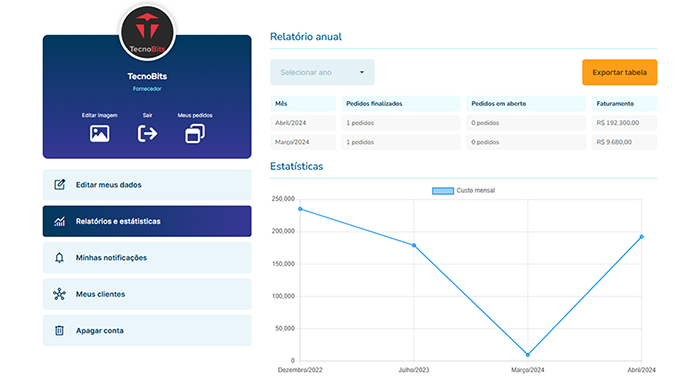 TecnoBits
TecnoBits
Fornecedor
Editar Imagem
Sair
Meus pedidos
Editar meus dados
Relatórios e estátisticas
Minhas notificações
Meus clientes
Apagar conta
Relatório anual
Selecionar ano
Exportar tabela
Mês Pedidos finalizados Pedidos em aberto Faturamento
Abril/2024 1 pedidos 0 pedidos R$ 192.300,00
Março/2024 1 pedidos 0 pedidos R$ 9.680,00
Estatísticas
Custo mensal
250,000
200,000
150,000
100,000
50,000
0
Dezembro/2022 Julho/2023 Março/2024 Abril/2024